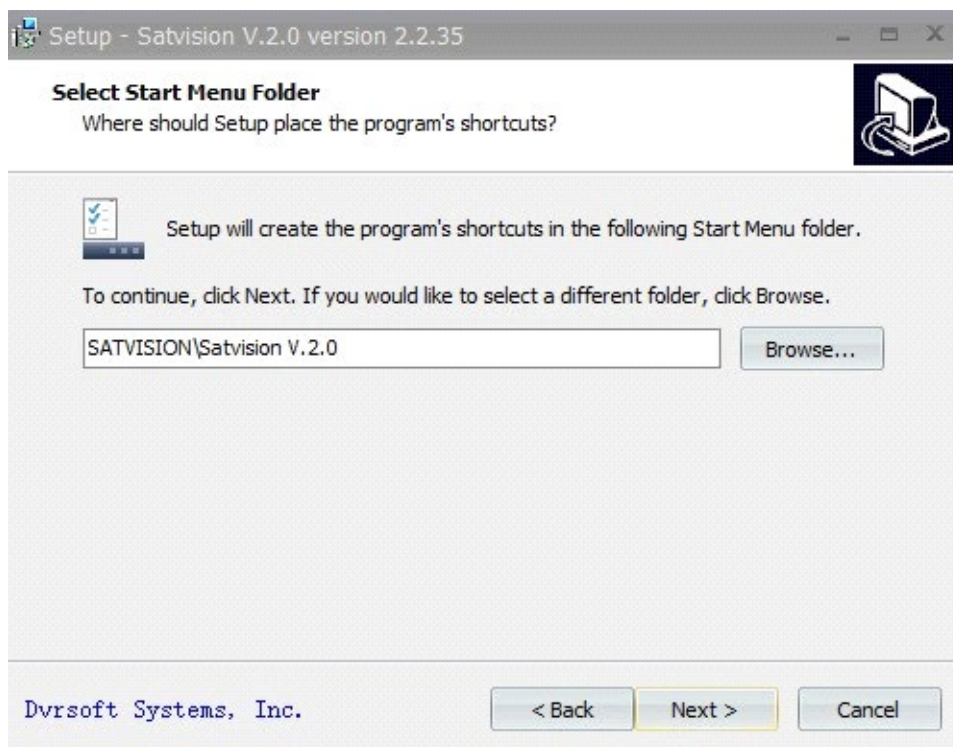 Setup - Satvision V.2.0 version 2.2.35
Select Start Menu Folder
Where should Setup place the program's shortcuts?
Setup will create the program's shortcuts in the following Start Menu folder.
To continue, click Next. If you would like to select a different folder, click Browse.
SATVISION\Satvision V.2.0
Browse...
Dvrsoft Systems, Inc.
< Back
Next >
Cancel